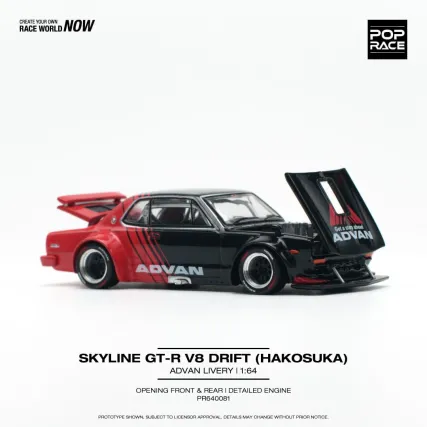 CREATE YOUR OWN
RACE WORLD NOW
POP
RACE
ADVAN
ADVAN
SKYLINE GT-R V8 DRIFT (HAKOSUKA)
ADVAN LIVERY | 1:64
OPENING FRONT & REAR | DETAILED ENGINE
PR640081
PROTOTYPE SHOWN, SUBJECT TO LICENSOR APPROVAL. DETAILS MAY CHANGE WITHOUT PRIOR NOTICE.